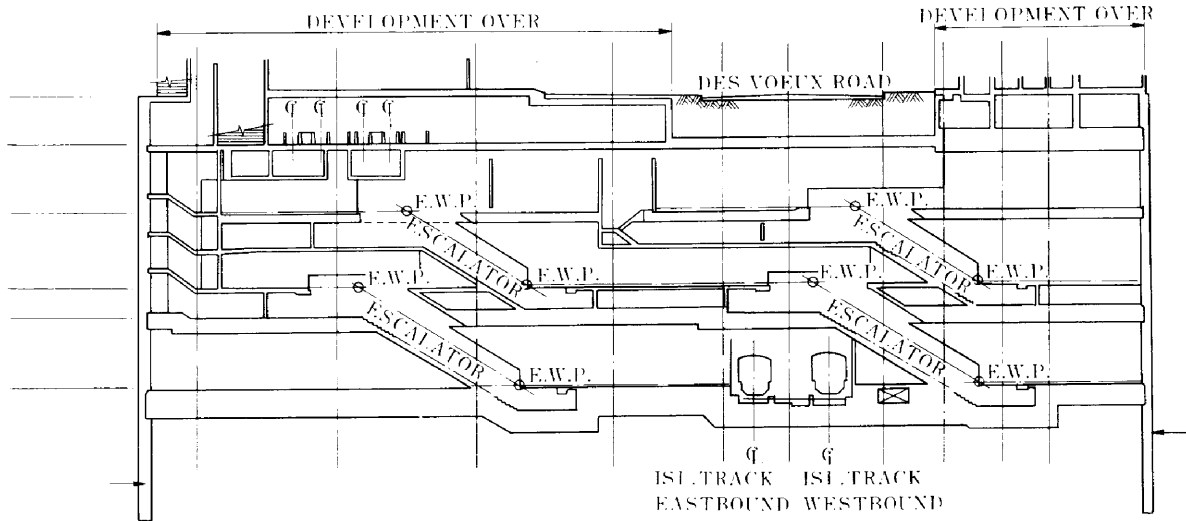 DEVELOPMENT OVER
DEVELOPMENT OVER
DES VOEUX ROAD
℄ ℄ ℄ ℄
E.W.P.
E.W.P.
ESCALATOR
ESCALATOR
E.W.P.
E.W.P.
E.W.P.
E.W.P.
ESCALATOR
ESCALATOR
E.W.P.
E.W.P.
℄ ℄
ISL.TRACK ISL.TRACK
EASTBOUND WESTBOUND